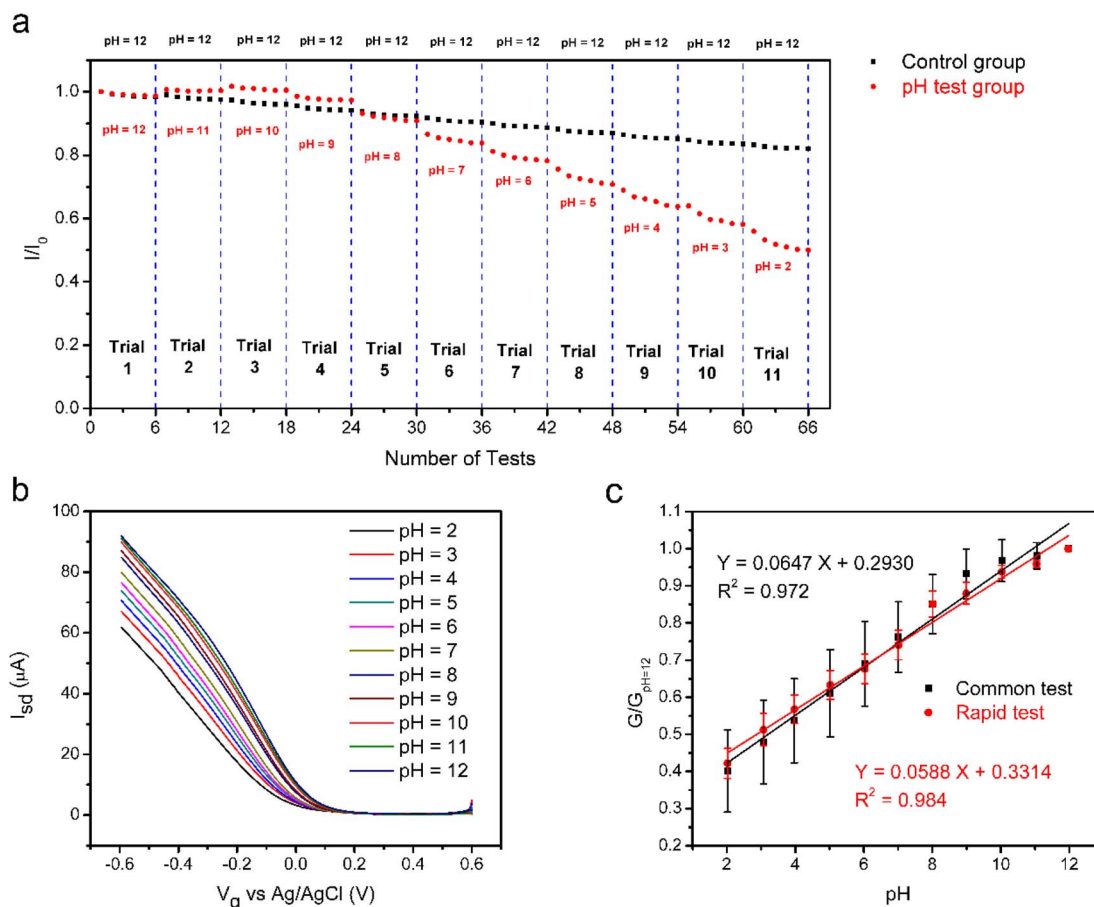 a
pH = 12 pH = 12 pH = 12 pH = 12 pH = 12 pH = 12 pH = 12 pH = 12 pH = 12 pH = 12 pH = 12
Control group
pH test group
1.0
0.8
0.6
0.4
0.2
0.0
I/I0
pH = 12
pH = 11
pH = 10
pH = 9
pH = 8
pH = 7
pH = 6
pH = 5
pH = 4
pH = 3
pH = 2
Trial 1
Trial 2
Trial 3
Trial 4
Trial 5
Trial 6
Trial 7
Trial 8
Trial 9
Trial 10
Trial 11
0 6 12 18 24 30 36 42 48 54 60 66
Number of Tests
b
100
80
60
40
20
0
Isd (μA)
pH = 2
pH = 3
pH = 4
pH = 5
pH = 6
pH = 7
pH = 8
pH = 9
pH = 10
pH = 11
pH = 12
-0.6 -0.4 -0.2 0.0 0.2 0.4 0.6
Vg vs Ag/AgCl (V)
c
1.1
1.0
0.9
0.8
0.7
0.6
0.5
0.4
0.3
0.2
G/GpH=12
Y = 0.0647 X + 0.2930
R² = 0.972
Common test
Rapid test
Y = 0.0588 X + 0.3314
R² = 0.984
2 4 6 8 10 12
pH